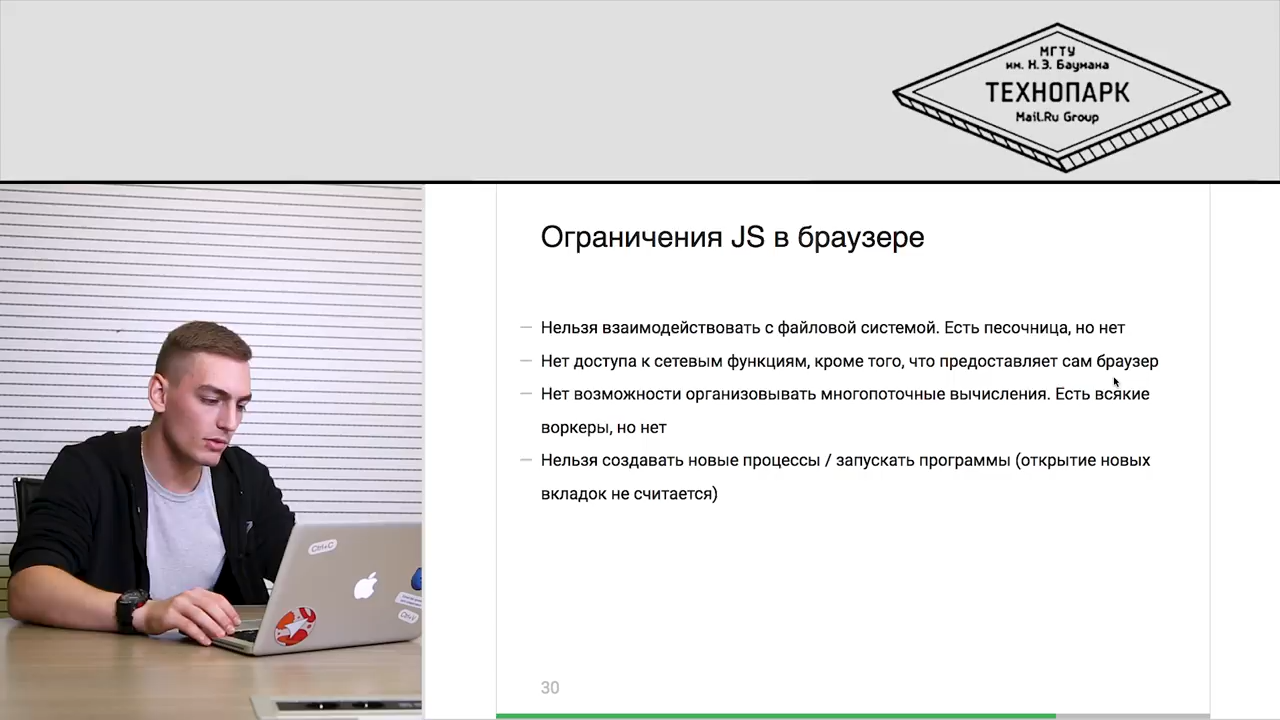 МГТУ
им. Н.Э. Баумана
ТЕХНОПАРК
Mail.Ru Group
Ограничения JS в браузере
— Нельзя взаимодействовать с файловой системой. Есть песочница, но нет
— Нет доступа к сетевым функциям, кроме того, что предоставляет сам браузер
— Нет возможности организовывать многопоточные вычисления. Есть всякие
воркеры, но нет
— Нельзя создавать новые процессы / запускать программы (открытие новых
вкладок не считается)
Ctrl+C
Ctrl+V
30